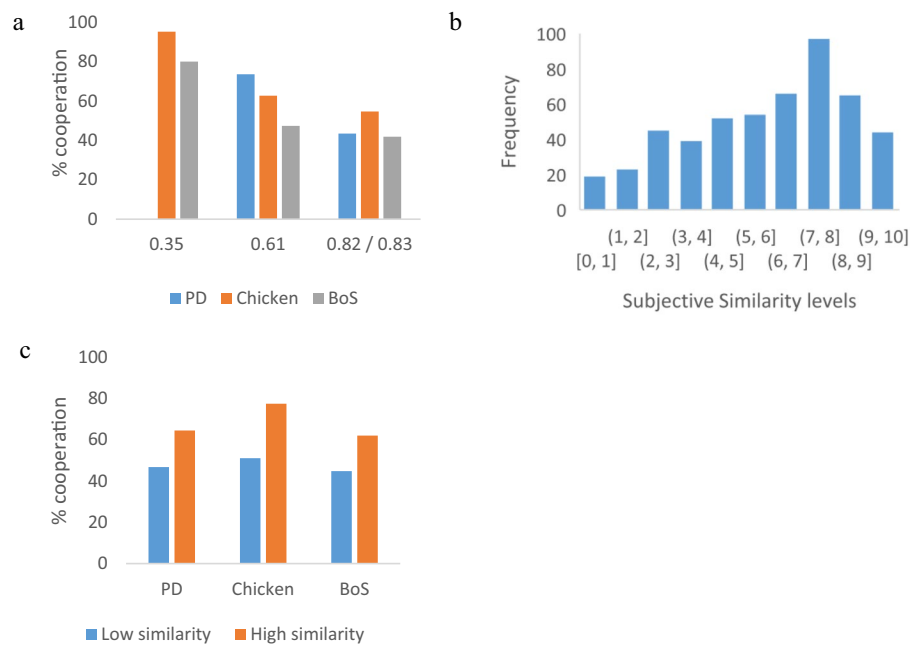 a
% cooperation
100
80
60
40
20
0
0.35 0.61 0.82 / 0.83
PD Chicken BoS
b
Frequency
100
80
60
40
20
0
(1, 2] (3, 4] (5, 6] (7, 8] (9, 10]
[0, 1] (2, 3] (4, 5] (6, 7] (8, 9]
Subjective Similarity levels
c
% cooperation
100
80
60
40
20
0
PD Chicken BoS
Low similarity High similarity